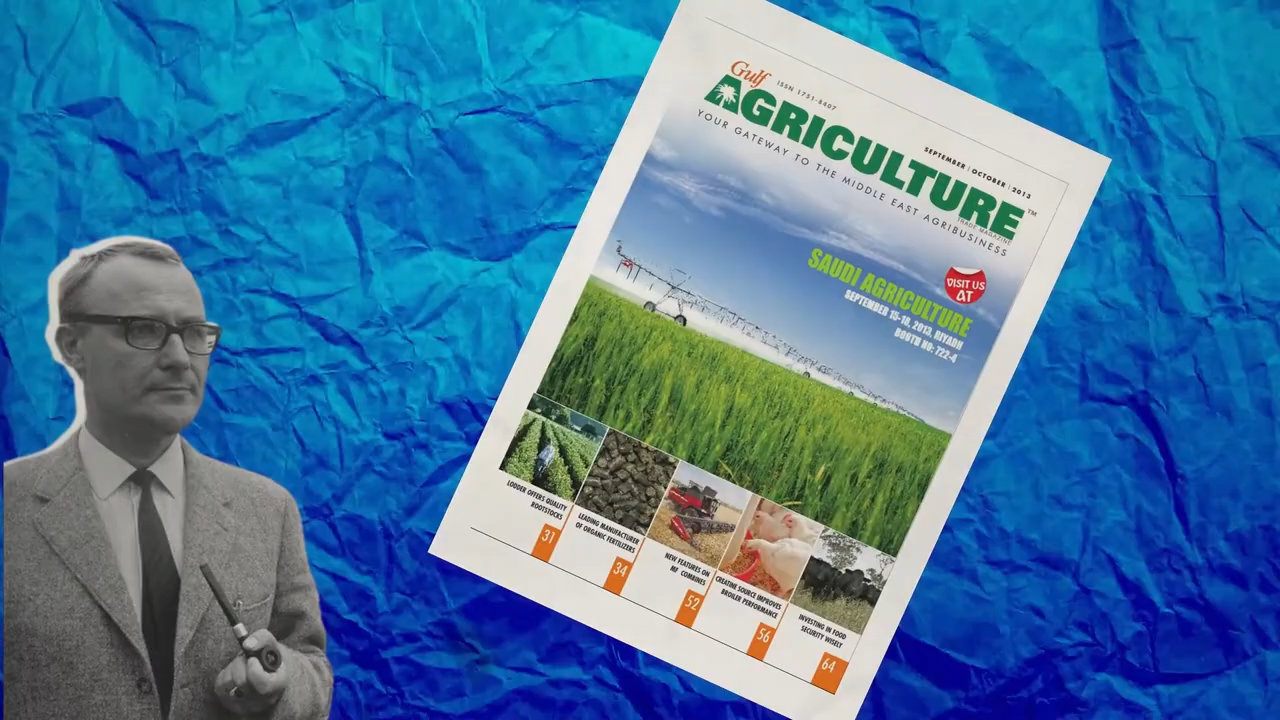 Gulf
ISSN 1751-8407
AGRICULTURE™
TRADE MAGAZINE
SEPTEMBER | OCTOBER | 2013
YOUR GATEWAY TO THE MIDDLE EAST AGRIBUSINESS
SAUDI AGRICULTURE
SEPTEMBER 15-18, 2013, RIYADH
BOOTH NO: 722-4
VISIT US
AT
LODDER OFFERS QUALITY
ROOTSTOCKS
31
LEADING MANUFACTURER
OF ORGANIC FERTILIZERS
34
NEW FEATURES ON
MF COMBINES
52
CREATINE SOURCE IMPROVES
BROILER PERFORMANCE
56
INVESTING IN FOOD
SECURITY WISELY
64